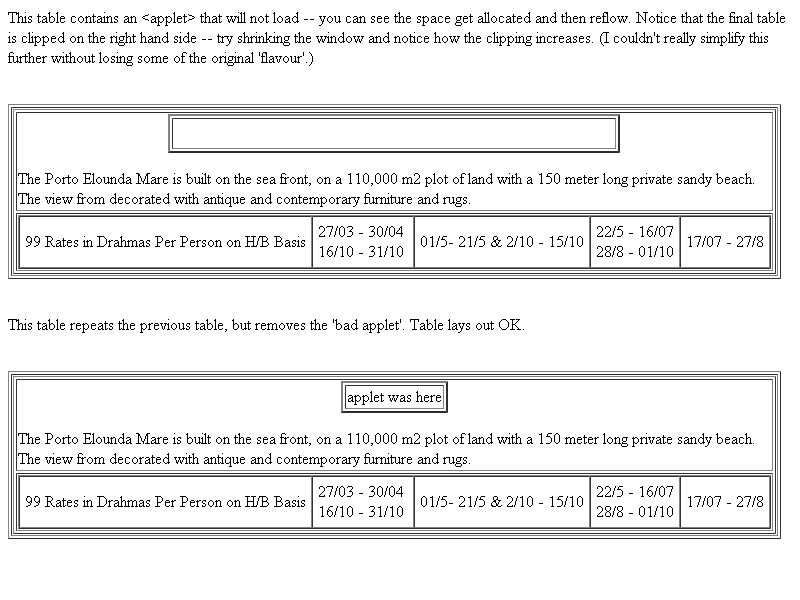 This table contains an <applet> that will not load -- you can see the space get allocated and then reflow. Notice that the final table
is clipped on the right hand side -- try shrinking the window and notice how the clipping increases. (I couldn't really simplify this
further without losing some of the original 'flavour'.)
The Porto Elounda Mare is built on the sea front, on a 110,000 m2 plot of land with a 150 meter long private sandy beach.
The view from decorated with antique and contemporary furniture and rugs.
99 Rates in Drahmas Per Person on H/B Basis
27/03 - 30/04
16/10 - 31/10
01/5- 21/5 & 2/10 - 15/10
22/5 - 16/07
28/8 - 01/10
17/07 - 27/8
This table repeats the previous table, but removes the 'bad applet'. Table lays out OK.
applet was here
The Porto Elounda Mare is built on the sea front, on a 110,000 m2 plot of land with a 150 meter long private sandy beach.
The view from decorated with antique and contemporary furniture and rugs.
99 Rates in Drahmas Per Person on H/B Basis
27/03 - 30/04
16/10 - 31/10
01/5- 21/5 & 2/10 - 15/10
22/5 - 16/07
28/8 - 01/10
17/07 - 27/8